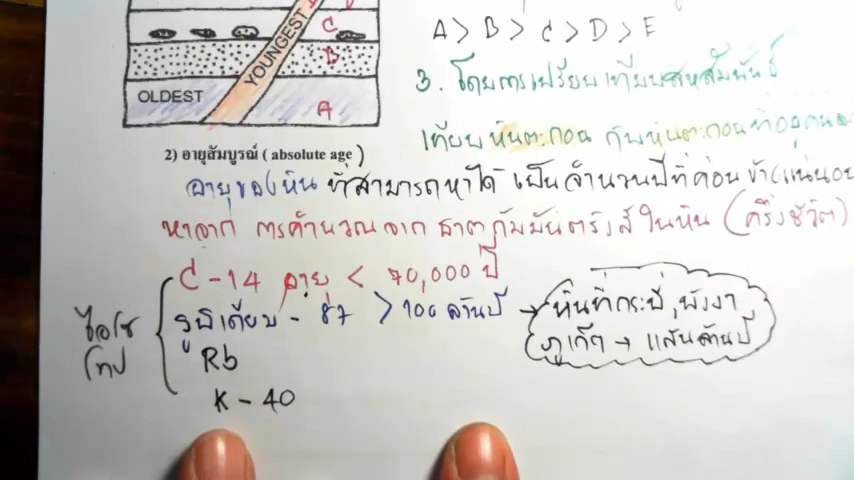 C
B
YOUNGEST
OLDEST
A
A > B > C > D > E
3. โดยการเปรียบเทียบสหสัมพันธ์
เทียบหินตะกอน กับหินตะกอนที่อยู่คนละ
2) อายุสัมบูรณ์ ( absolute age )
อายุของหิน ที่สามารถหาได้ เป็นจำนวนปีที่ค่อนข้างแน่นอน
หาจาก การคำนวณจาก ธาตุกัมมันตรังสีในหิน (ครึ่งชีวิต)
C - 14 อายุ < 70,000 ปี
ไอโซโทป
รูบิเดียม - 87 > 100 ล้านปี → หินที่กระบี่, พังงา
ภูเก็ต → แสนล้านปี
Rb
K - 40